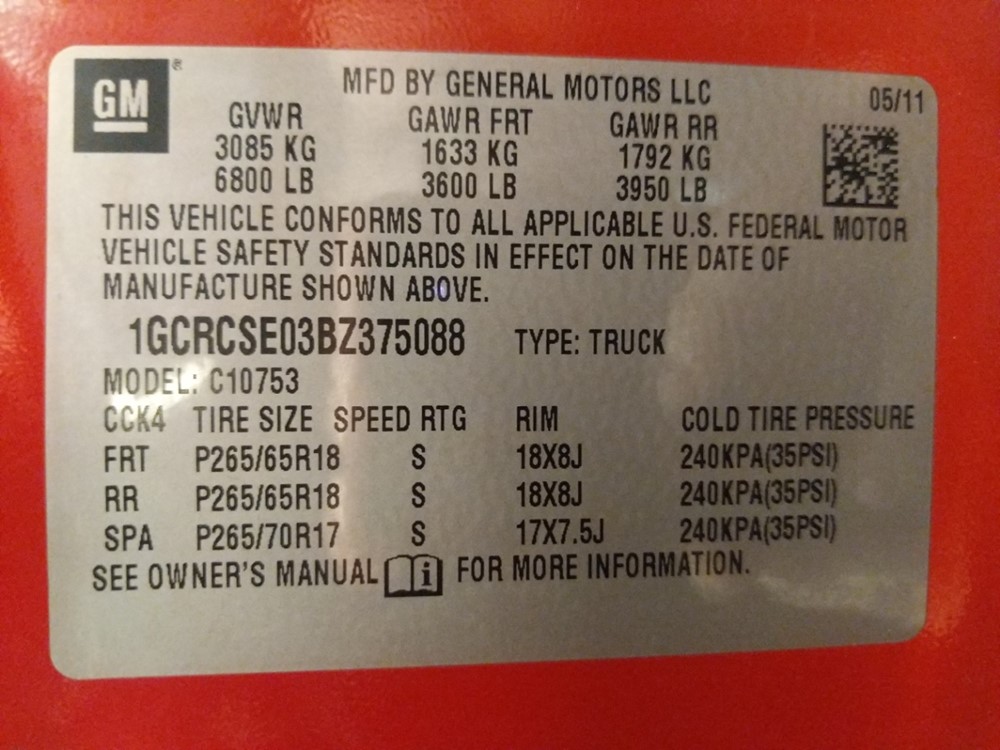 GM ®
MFD BY GENERAL MOTORS LLC
05/11
GVWR GAWR FRT GAWR RR
3085 KG 1633 KG 1792 KG
6800 LB 3600 LB 3950 LB
THIS VEHICLE CONFORMS TO ALL APPLICABLE U.S. FEDERAL MOTOR
VEHICLE SAFETY STANDARDS IN EFFECT ON THE DATE OF
MANUFACTURE SHOWN ABOVE.
1GCRCSE03BZ375088 TYPE: TRUCK
MODEL: C10753
CCK4 TIRE SIZE SPEED RTG RIM COLD TIRE PRESSURE
FRT P265/65R18 S 18X8J 240KPA(35PSI)
RR P265/65R18 S 18X8J 240KPA(35PSI)
SPA P265/70R17 S 17X7.5J 240KPA(35PSI)
SEE OWNER'S MANUAL i FOR MORE INFORMATION.